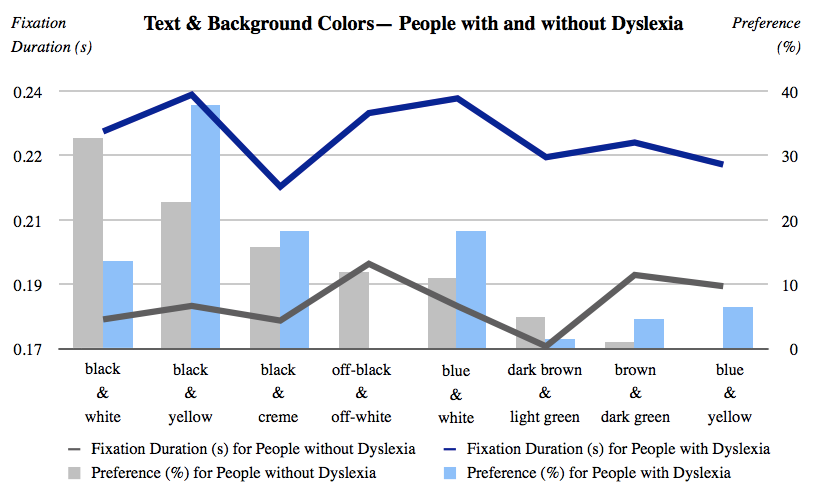 Fixation
Duration (s)
Text & Background Colors— People with and without Dyslexia
Preference
(%)
0.24
40
0.22
30
0.21
20
0.19
10
0.17
0
black
&
white
black
&
yellow
black
&
creme
off-black
&
off-white
blue
&
white
dark brown
&
light green
brown
&
dark green
blue
&
yellow
Fixation Duration (s) for People without Dyslexia
Fixation Duration (s) for People with Dyslexia
Preference (%) for People without Dyslexia
Preference (%) for People with Dyslexia